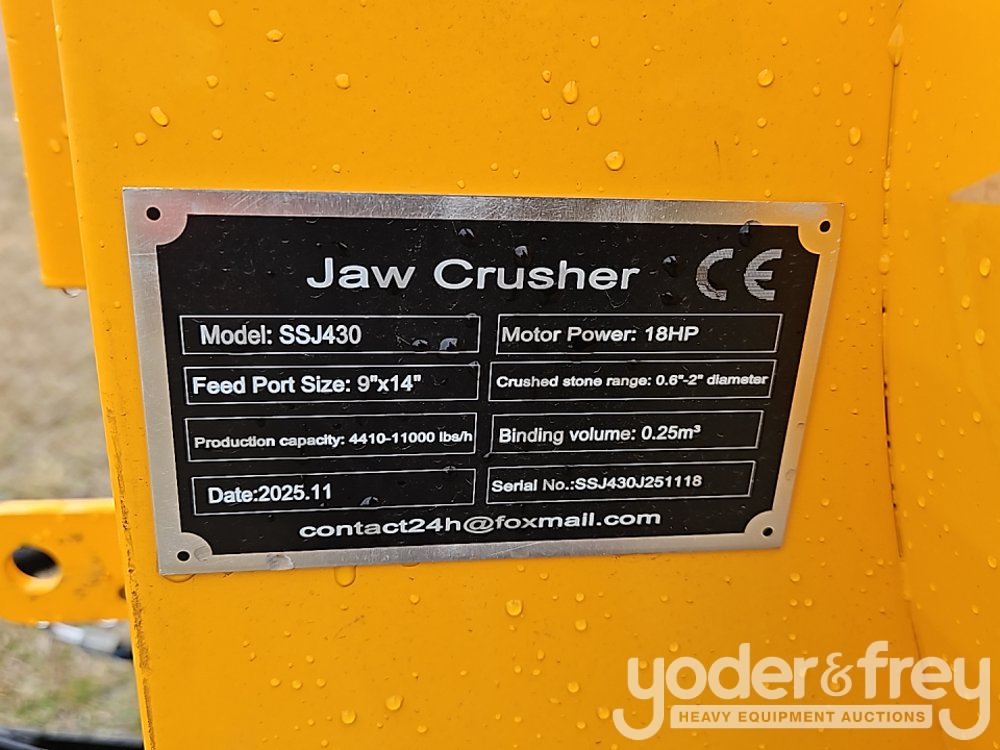 Jaw Crusher CE
Model: SSJ430
Motor Power: 18HP
Feed Port Size: 9"x14"
Crushed stone range: 0.6"-2" diameter
Production capacity: 4410-11000 lbs/h
Binding volume: 0.25m³
Date:2025.11
Serial No.:SSJ430J251118
contact24h@foxmail.com
yoder&frey
HEAVY EQUIPMENT AUCTIONS